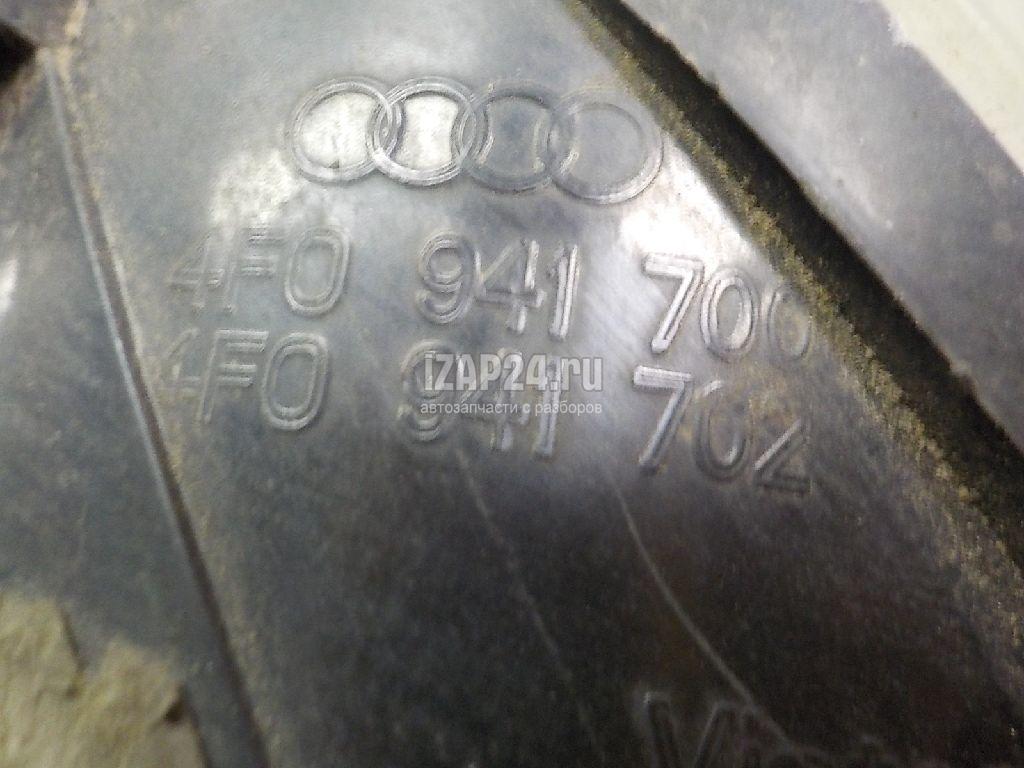 4F0 941 700
4F0 941 702
iZAP24.ru
автозапчасти с разборов